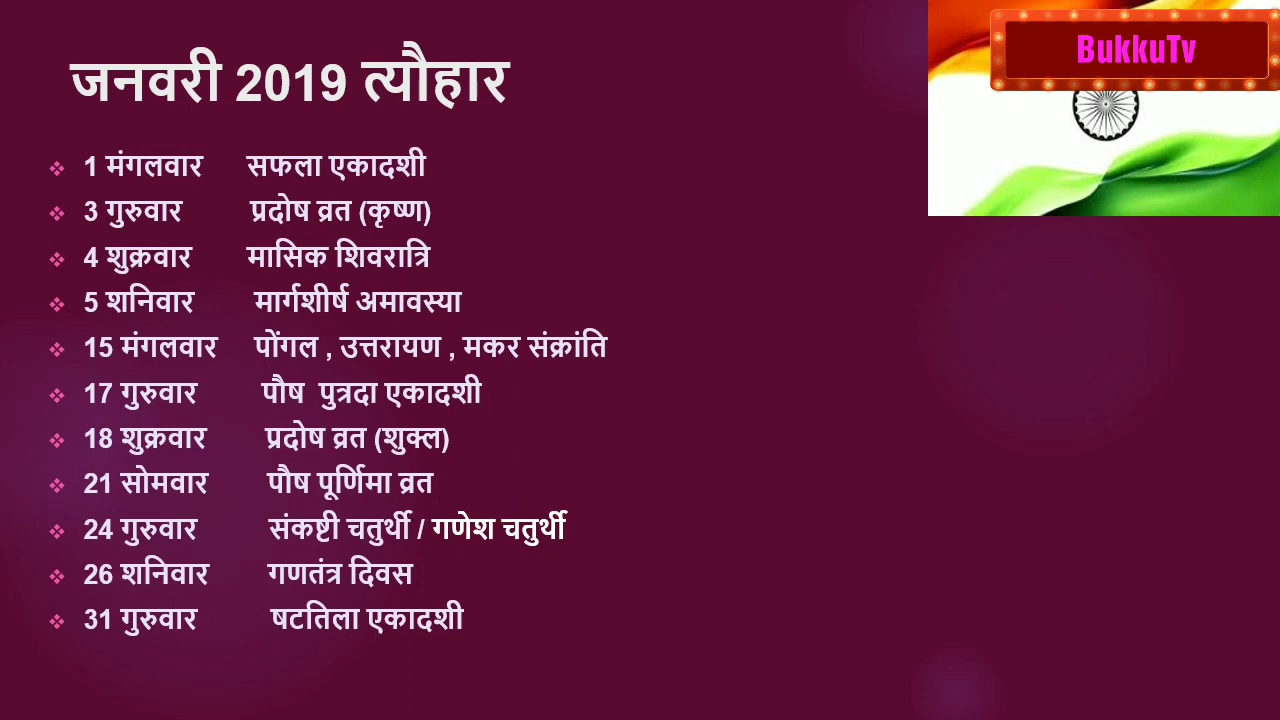 BukkuTv
जनवरी 2019 त्यौहार
1 मंगलवार सफला एकादशी
3 गुरुवार प्रदोष व्रत (कृष्ण)
4 शुक्रवार मासिक शिवरात्रि
5 शनिवार मार्गशीर्ष अमावस्या
15 मंगलवार पोंगल , उत्तरायण , मकर संक्रांति
17 गुरुवार पौष पुत्रदा एकादशी
18 शुक्रवार प्रदोष व्रत (शुक्ल)
21 सोमवार पौष पूर्णिमा व्रत
24 गुरुवार संकष्टी चतुर्थी / गणेश चतुर्थी
26 शनिवार गणतंत्र दिवस
31 गुरुवार षटतिला एकादशी